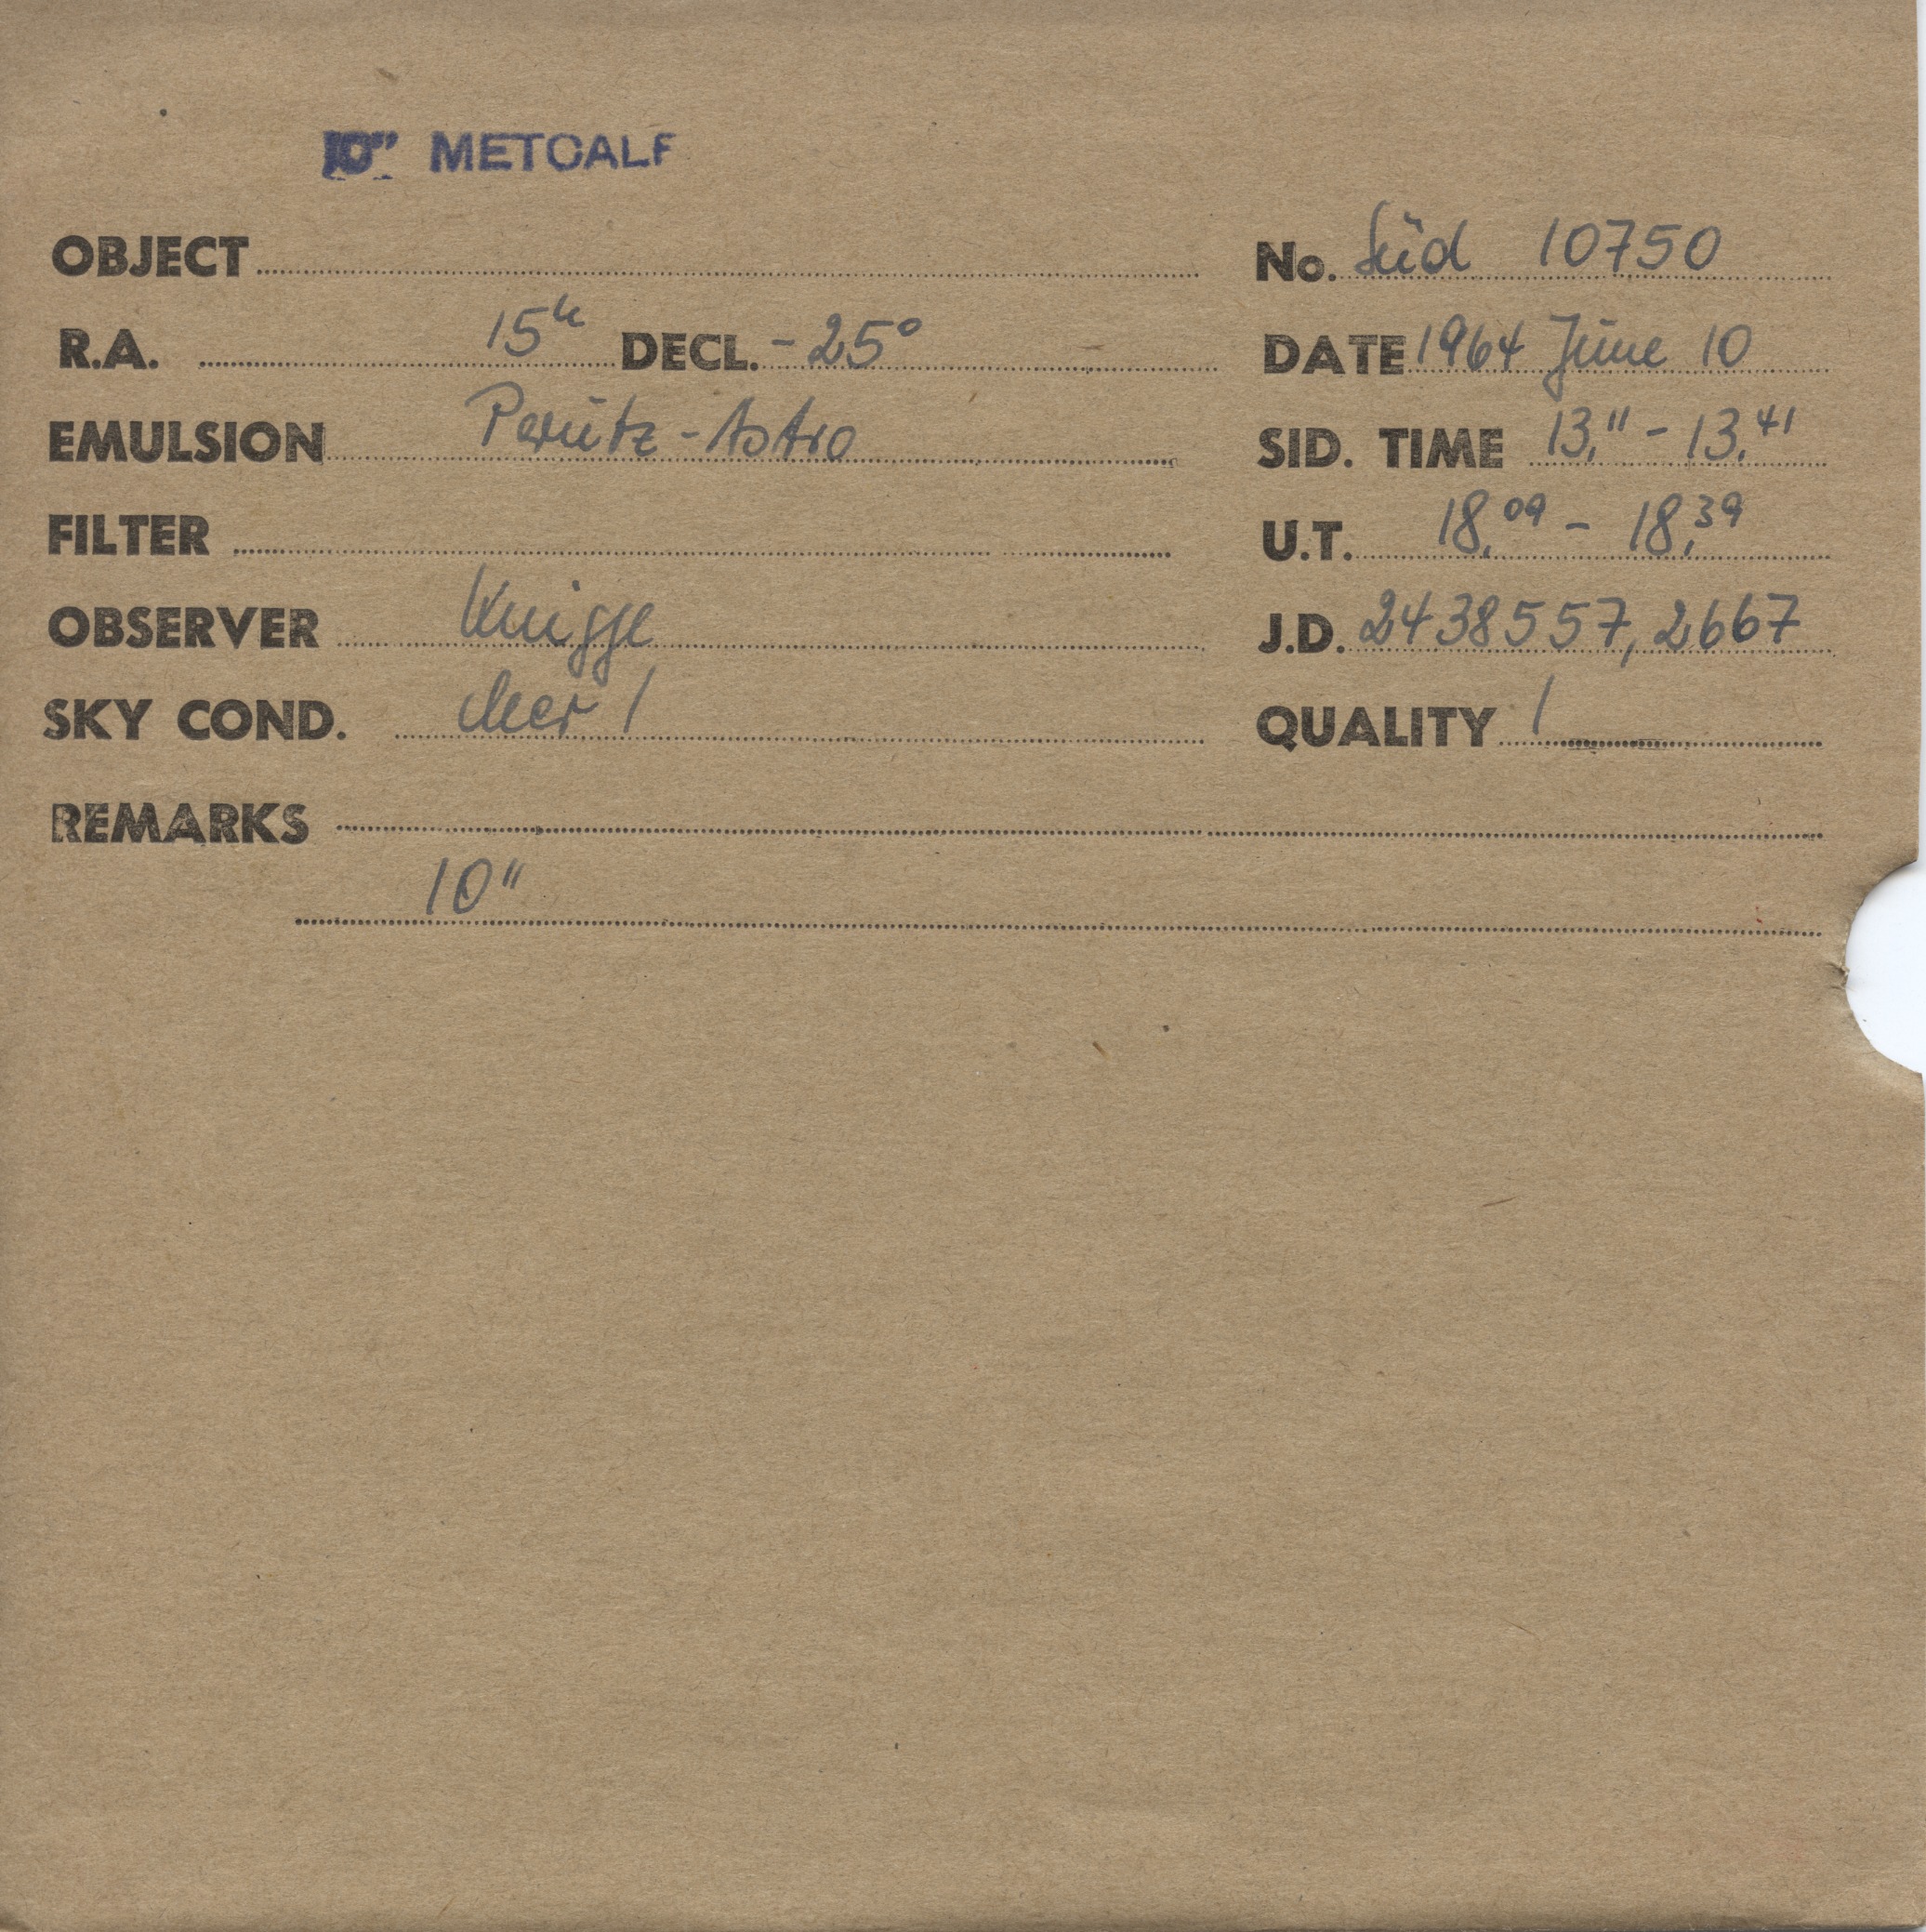 10" METCALF
OBJECT No. Süd 10750
R.A. 15h DECL. -25° DATE 1964 June 10
EMULSION Perutz-Astro SID. TIME 13.11 - 13.41
FILTER U.T. 18.09 - 18.39
OBSERVER Knigge J.D. 2438557,2667
SKY COND. clear 1 QUALITY 1
REMARKS
10"